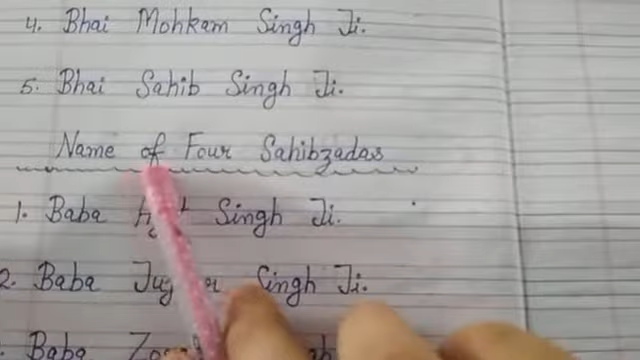 4. Bhai Mohkam Singh Ji.
5. Bhai Sahib Singh Ji.
Name of Four Sahibzadas
1. Baba Singh Ji.
2. Baba Singh Ji.
Baba